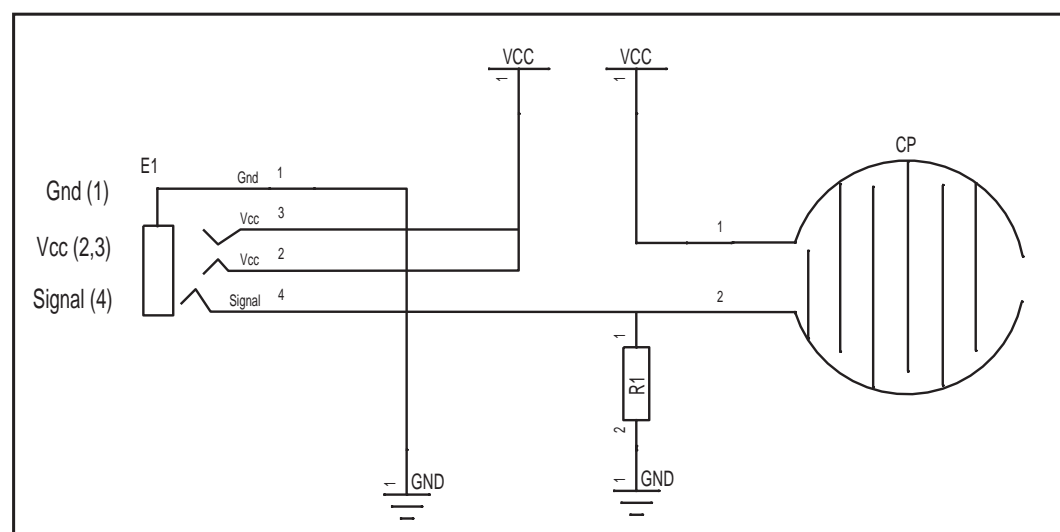 VCC
1
VCC
1
E1
CP
Gnd (1)
Gnd
1
Vcc (2,3)
Vcc
3
1
Vcc
2
Signal (4)
Signal
4
2
1
R1
2
1
GND
1
GND